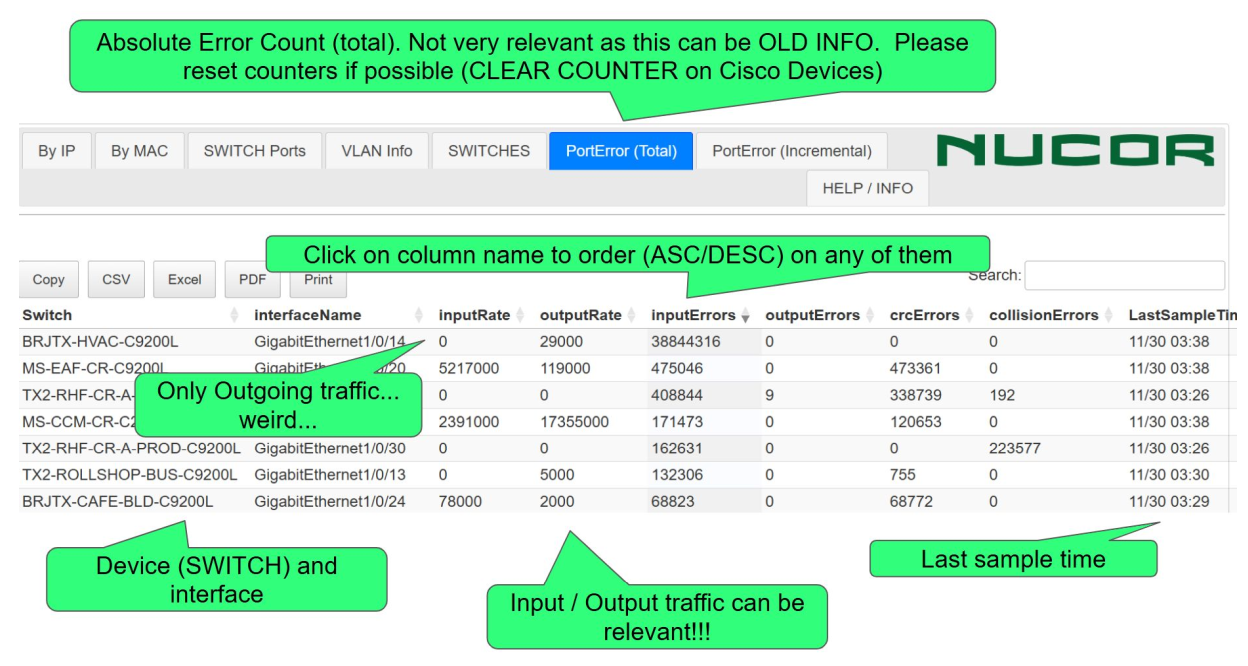 Absolute Error Count (total). Not very relevant as this can be OLD INFO. Please
reset counters if possible (CLEAR COUNTER on Cisco Devices)
By IP By MAC SWITCH Ports VLAN Info SWITCHES PortError (Total) PortError (Incremental) NUCOR
HELP / INFO
Click on column name to order (ASC/DESC) on any of them
Copy CSV Excel PDF Print Search:
Switch interfaceName inputRate outputRate inputErrors outputErrors crcErrors collisionErrors LastSampleTim
BRJTX-HVAC-C9200L GigabitEthernet1/0/14 0 29000 38844316 0 0 0 11/30 03:38
MS-EAF-CR-C9200L GigabitEthernet1/0/20 5217000 119000 475046 0 473361 0 11/30 03:38
TX2-RHF-CR-A- 0 0 408844 9 338739 192 11/30 03:26
Only Outgoing traffic...
weird...
MS-CCM-CR-C2 2391000 17355000 171473 0 120653 0 11/30 03:38
TX2-RHF-CR-A-PROD-C9200L GigabitEthernet1/0/30 0 0 162631 0 0 223577 11/30 03:26
TX2-ROLLSHOP-BUS-C9200L GigabitEthernet1/0/13 0 5000 132306 0 755 0 11/30 03:30
BRJTX-CAFE-BLD-C9200L GigabitEthernet1/0/24 78000 2000 68823 0 68772 0 11/30 03:29
Device (SWITCH) and
interface
Input / Output traffic can be
relevant!!!
Last sample time